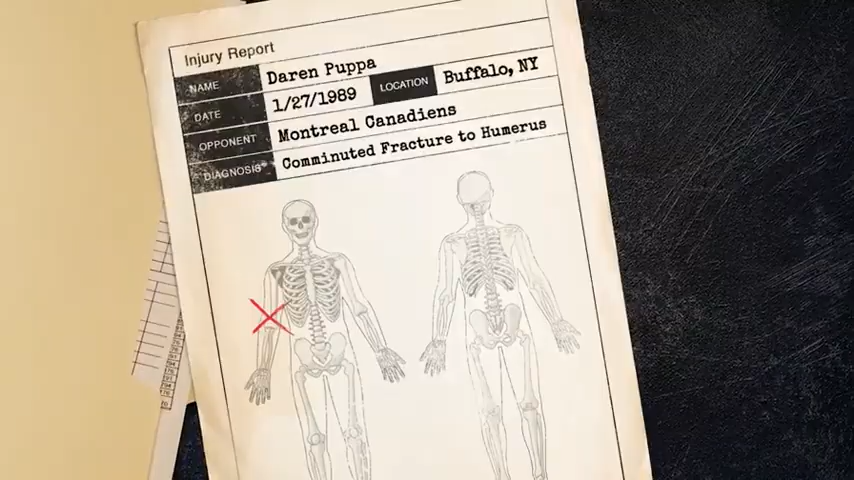 Injury Report
NAME Daren Puppa
DATE 1/27/1989 LOCATION Buffalo, NY
OPPONENT Montreal Canadiens
DIAGNOSIS Comminuted Fracture to Humerus